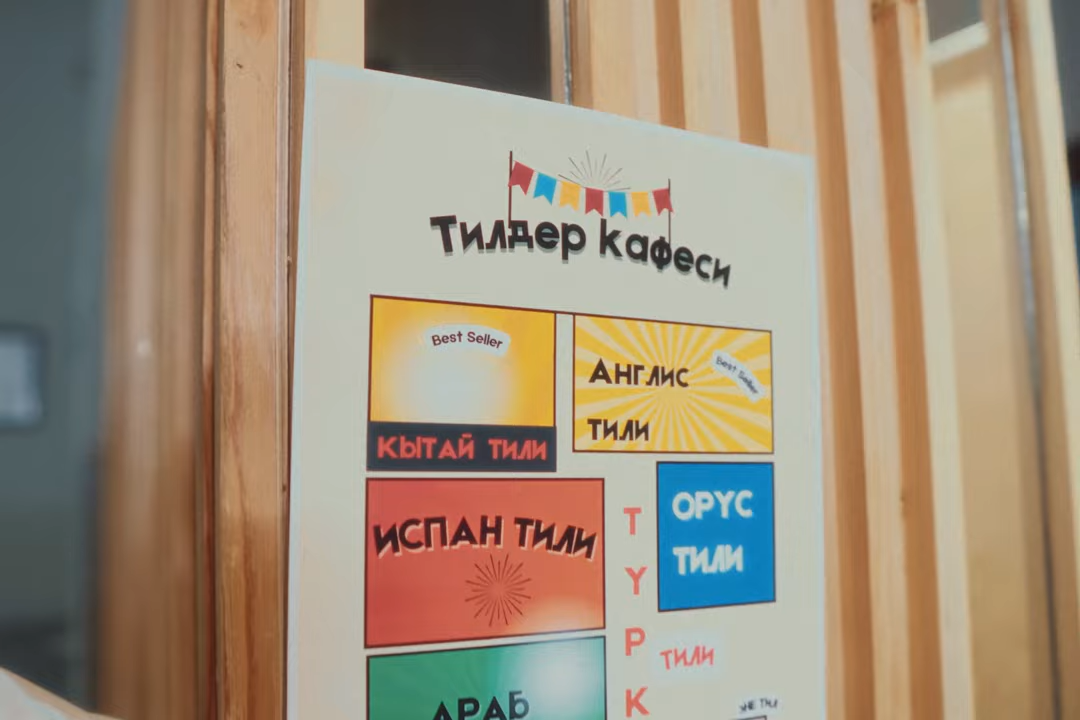 Тилдер кафеси
Best Seller
КЫТАЙ ТИЛИ
Best Seller
АНГЛИС
ТИЛИ
ИСПАН ТИЛИ
ОРУС
ТИЛИ
Т
У
Р
К
ТИЛИ
АРАБ